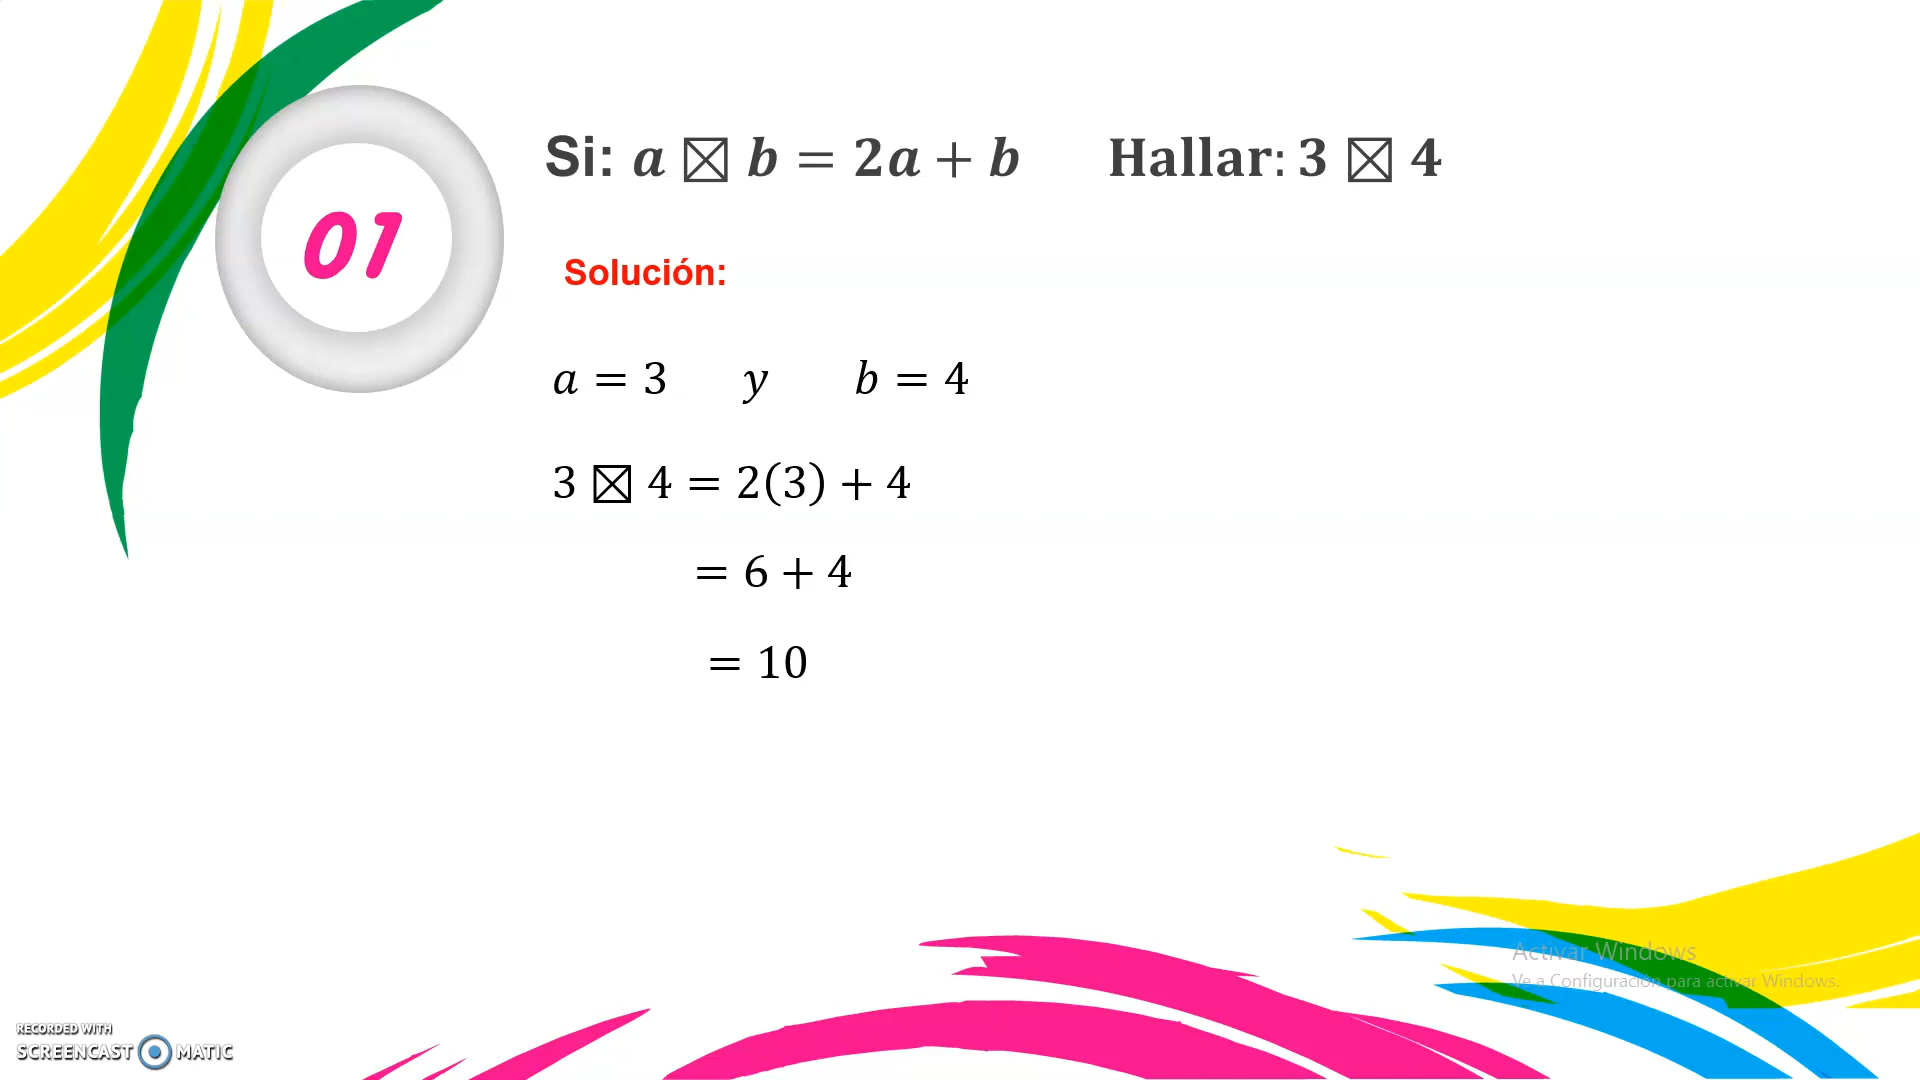 01
Si: a ⊠ b = 2a + b Hallar: 3 ⊠ 4
Solución:
a = 3 y b = 4
3 ⊠ 4 = 2(3) + 4
= 6 + 4
= 10
Activar Windows
Ve a Configuración para activar Windows.
RECORDED WITH
SCREENCAST MATIC